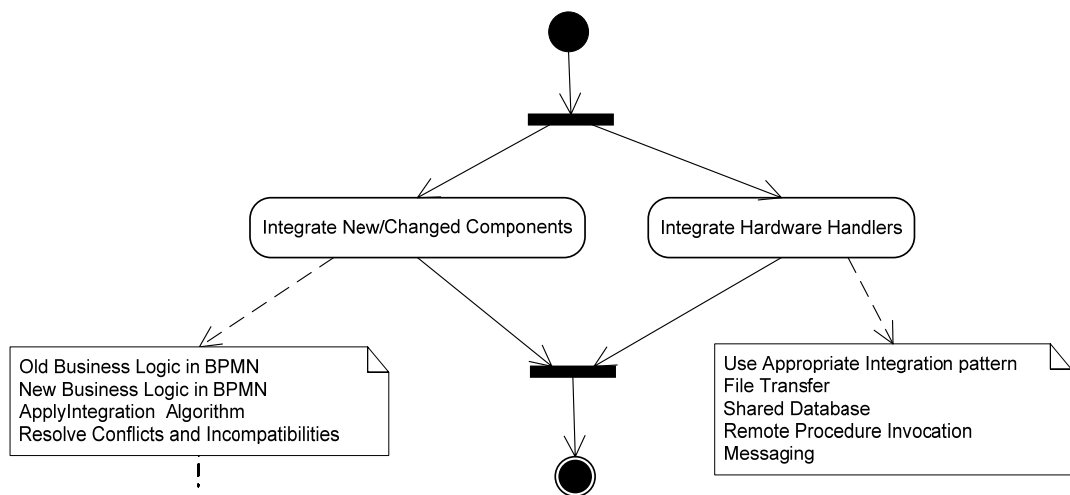 Integrate New/Changed Components
Integrate Hardware Handlers
Old Business Logic in BPMN
New Business Logic in BPMN
ApplyIntegration Algorithm
Resolve Conflicts and Incompatibilities
Use Appropriate Integration pattern
File Transfer
Shared Database
Remote Procedure Invocation
Messaging